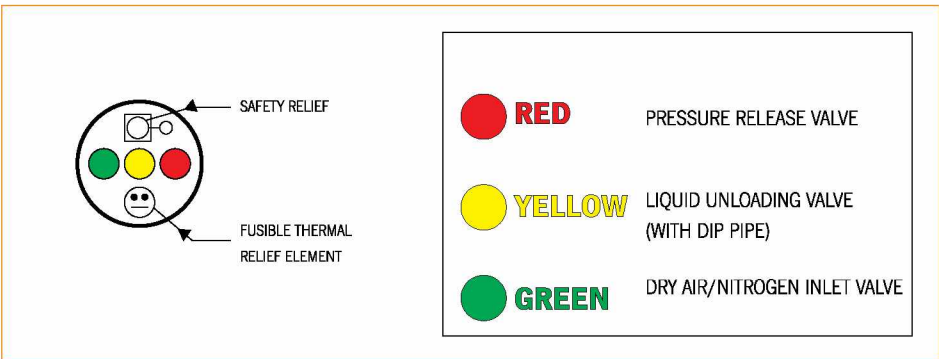 SAFETY RELIEF
FUSIBLE THERMAL
RELIEF ELEMENT
RED
PRESSURE RELEASE VALVE
YELLOW
LIQUID UNLOADING VALVE
(WITH DIP PIPE)
GREEN
DRY AIR/NITROGEN INLET VALVE